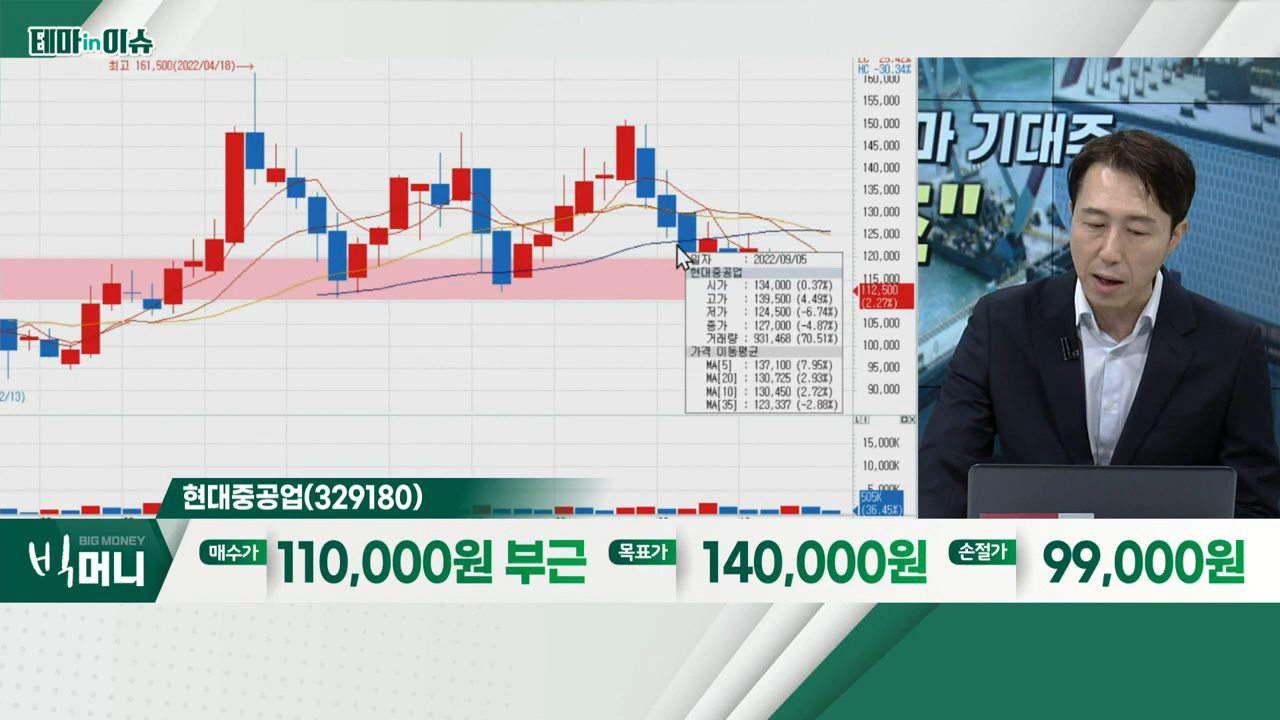 테마in이슈
최고 161,500(2022/04/18)→
HC -30.34%
160,000
155,000
150,000
145,000
140,000
135,000
130,000
125,000
120,000
115,000
112,500
(2.27%)
105,000
100,000
95,000
90,000
2/13)
일자 : 2022/09/05
현대중공업
시가 : 134,000 (0.37%)
고가 : 139,500 (4.49%)
저가 : 124,500 (-6.74%)
종가 : 127,000 (-4.87%)
거래량 : 931,468 (70.51%)
가격 이동평균
MA[5] : 137,100 (7.95%)
MA[20] : 130,725 (2.93%)
MA[10] : 130,450 (2.72%)
MA[35] : 123,337 (-2.88%)
15,000K
10,000K
5,000K
505K
(36.45%)
마 기대주
현대중공업(329180)
BIG MONEY
빅머니
매수가 110,000원 부근 목표가 140,000원 손절가 99,000원